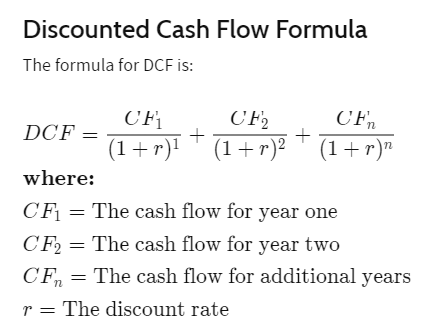 Discounted Cash Flow Formula
The formula for DCF is:
DCF = CF₁/(1 + r)¹ + CF₂/(1 + r)² + CFₙ/(1 + r)ⁿ
where:
CF₁ = The cash flow for year one
CF₂ = The cash flow for year two
CFₙ = The cash flow for additional years
r = The discount rate